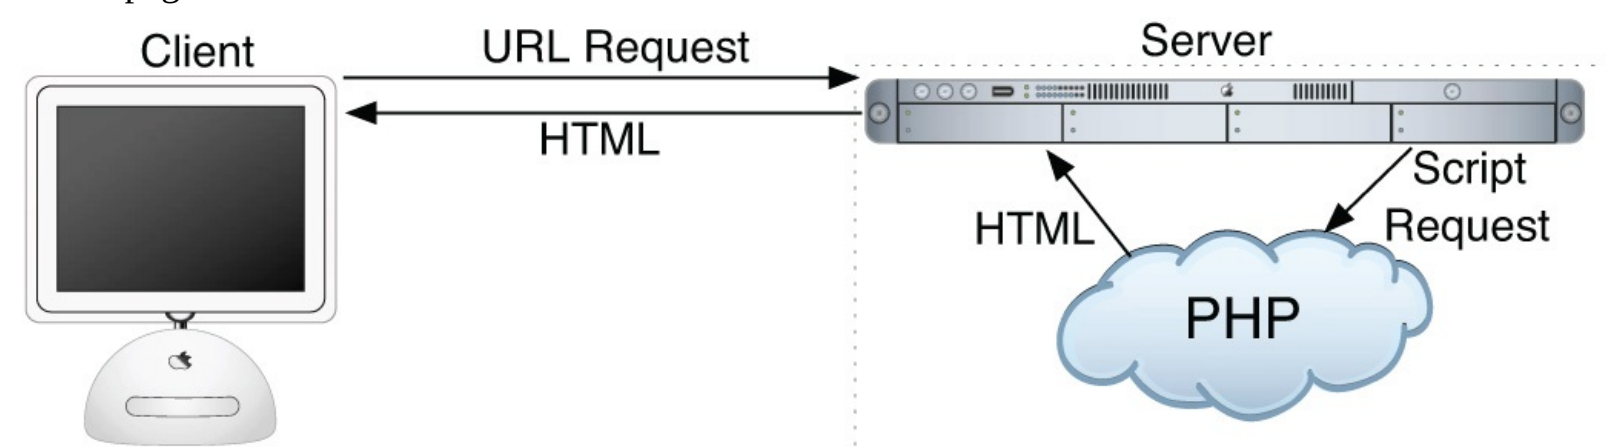 Client
URL Request
Server
HTML
Script
Request
HTML
PHP